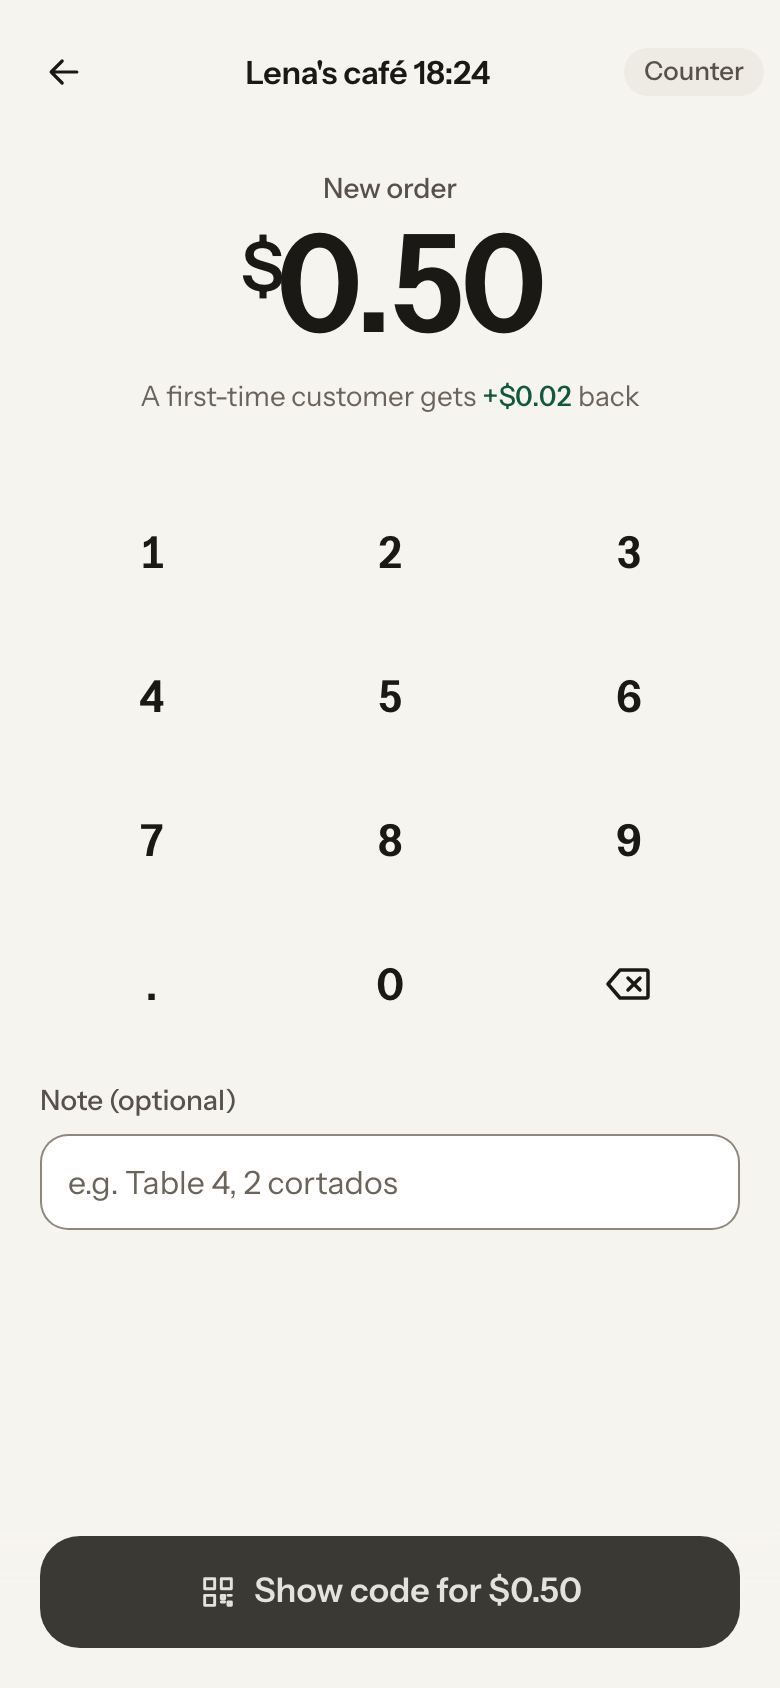 Lena's café 18:24
Counter
New order
$0.50
A first-time customer gets +$0.02 back
1 2 3
4 5 6
7 8 9
. 0
Note (optional)
e.g. Table 4, 2 cortados
Show code for $0.50